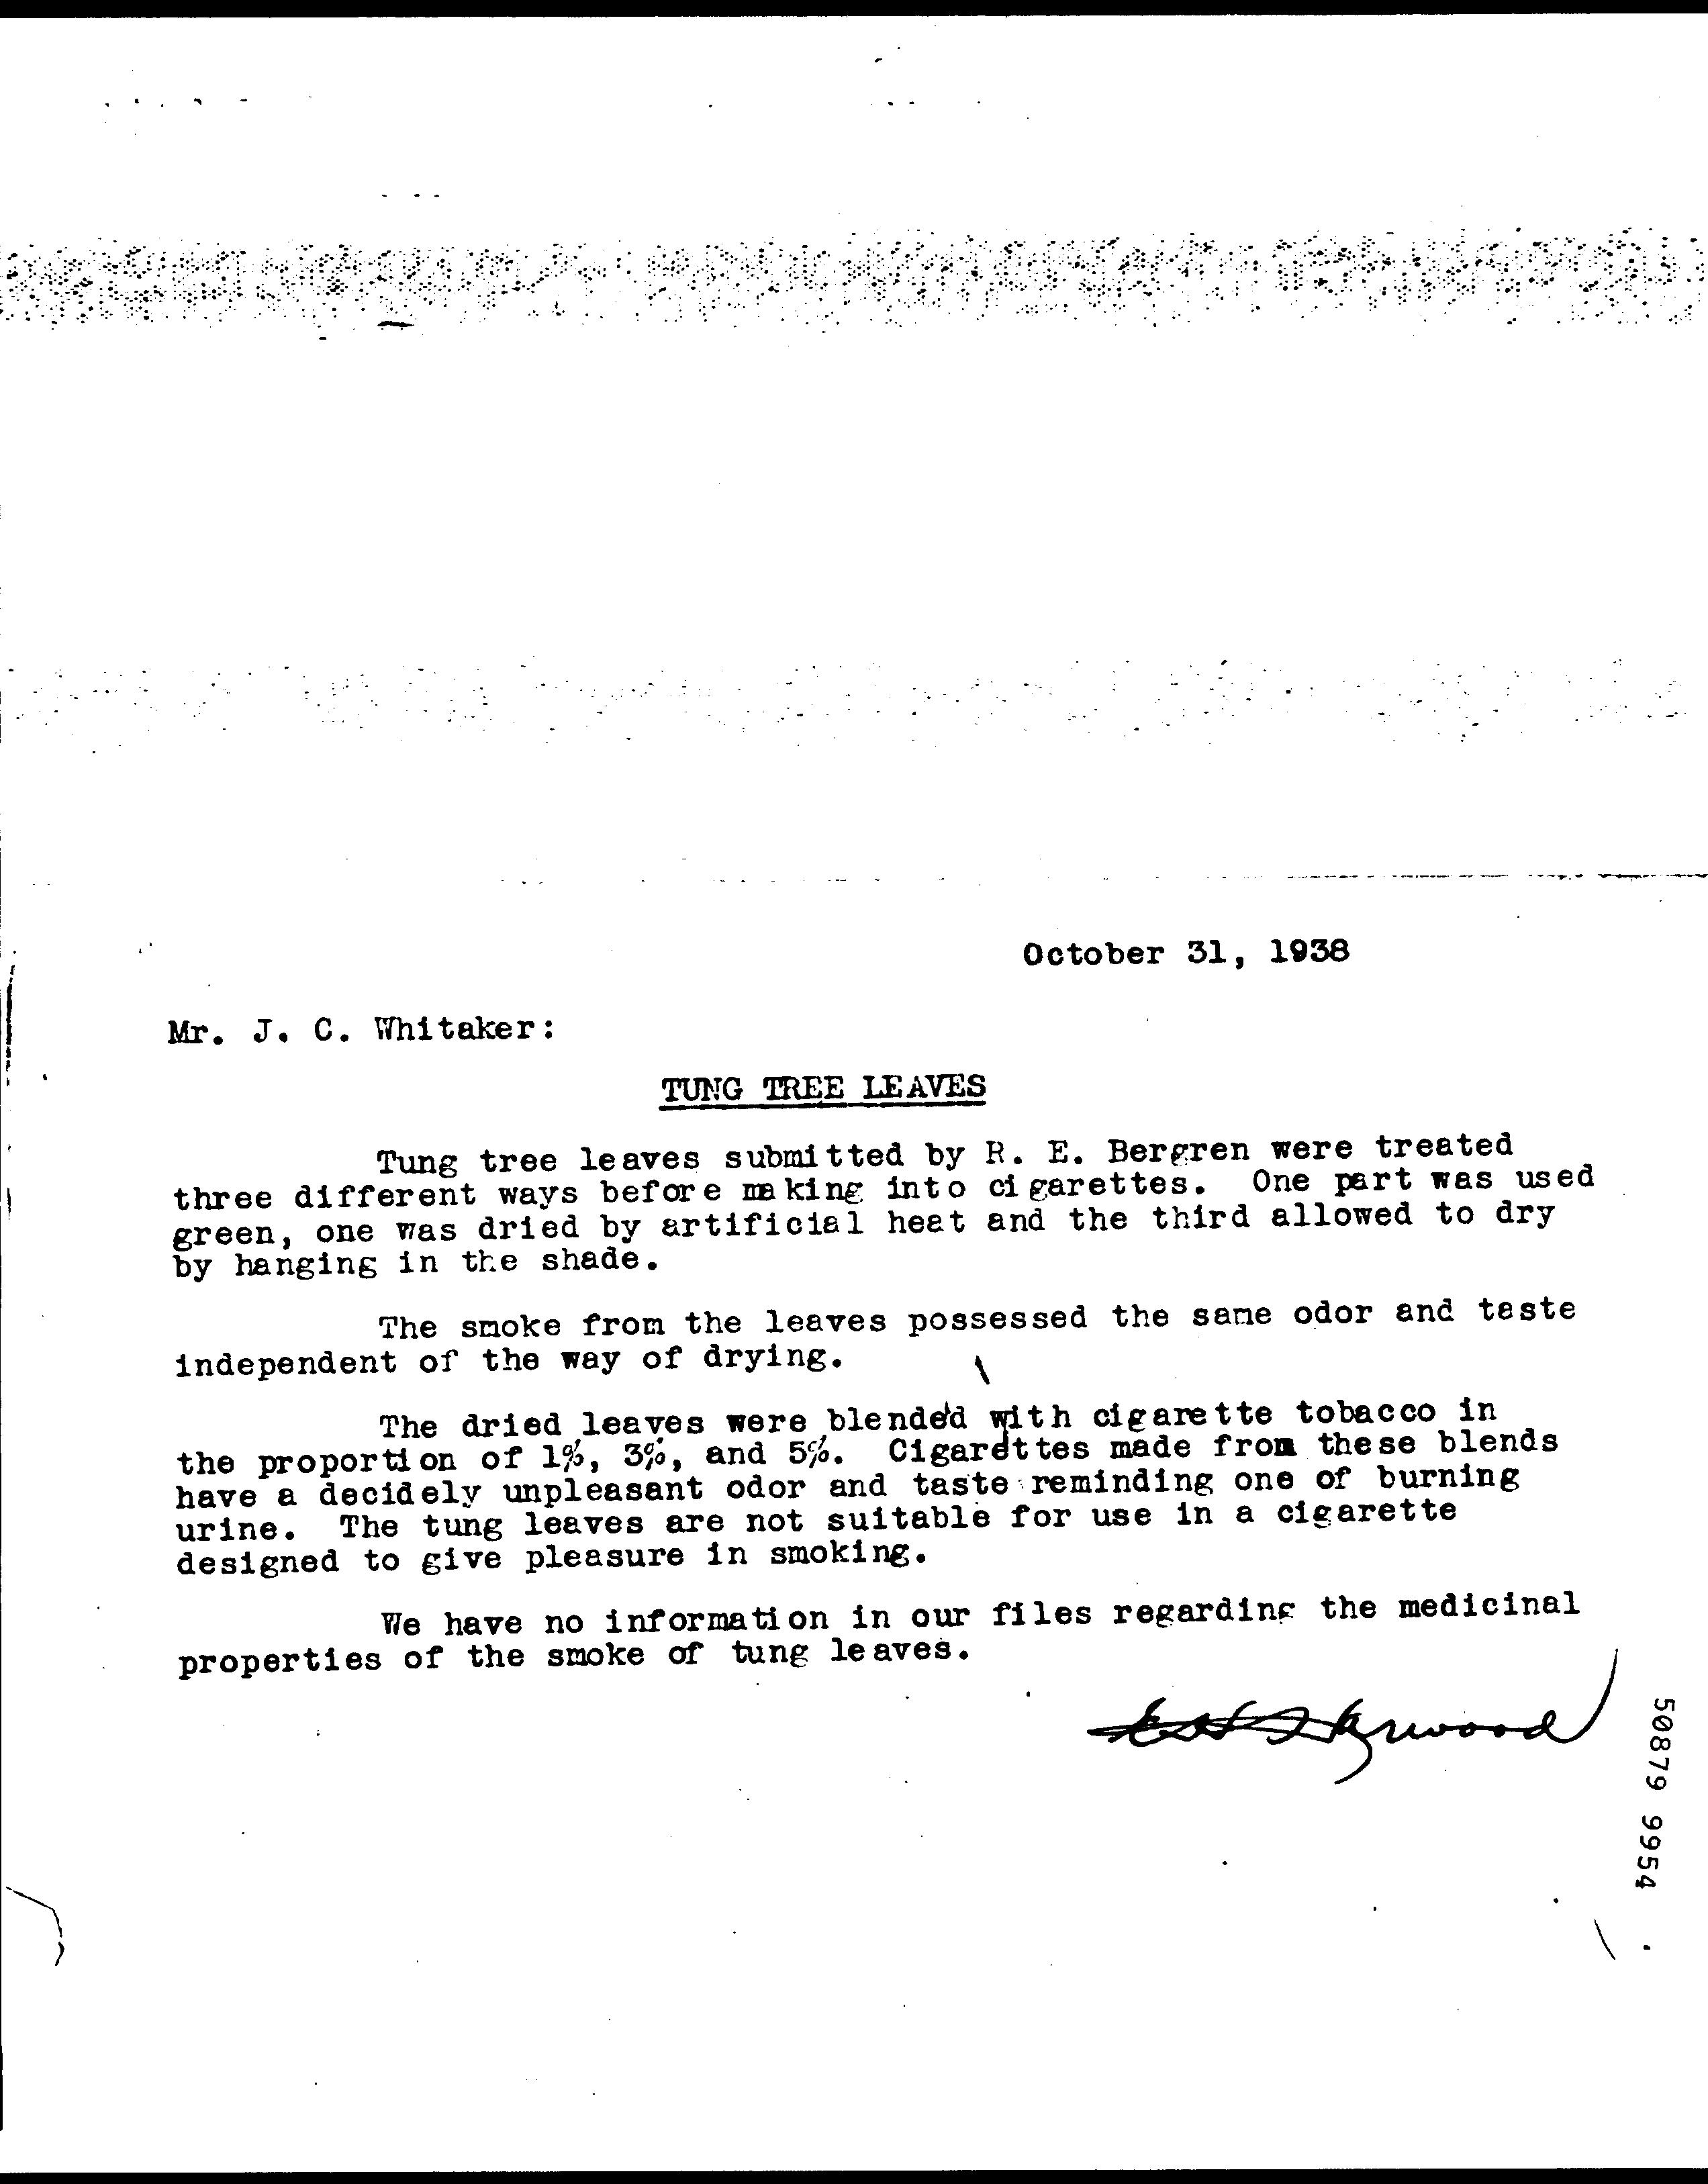 October 31, 1938
Mr. J. C. Whitaker:
TUNG TREE LEAVES
Tung tree leaves submitted by R. E. Bergren were treated
three different ways before making into cigarettes. One part was used
green, one was dried by artificial heat and the third allowed to dry
by hanging in the shade.
The smoke from the leaves possessed the same odor and taste
independent of the way of drying.
The dried leaves were blended with cigarette tobacco in
the proportion of 1%, 3%, and 5%. Cigarettes made from these blends
have a decidely unpleasant odor and taste reminding one of burning
urine. The tung leaves are not suitable for use in a cigarette
designed to give pleasure in smoking.
We have no information in our files regarding the medicinal
properties of the smoke of tung leaves.
50879 9954